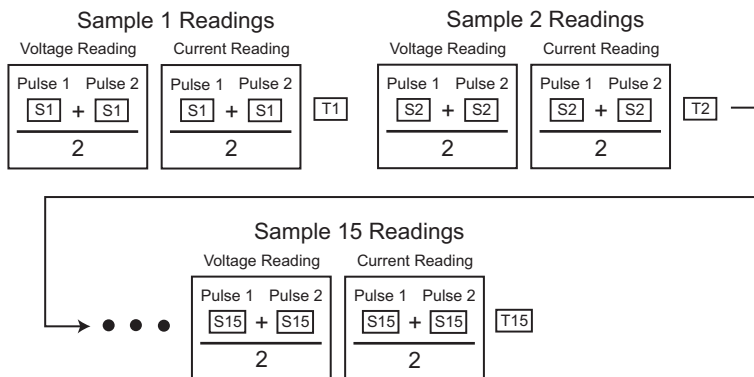 Sample 1 Readings
Voltage Reading Current Reading
Pulse 1 Pulse 2 Pulse 1 Pulse 2
S1 + S1 S1 + S1 T1
2 2
Sample 2 Readings
Voltage Reading Current Reading
Pulse 1 Pulse 2 Pulse 1 Pulse 2
S2 + S2 S2 + S2 T2
2 2
Sample 15 Readings
Voltage Reading Current Reading
Pulse 1 Pulse 2 Pulse 1 Pulse 2
S15 + S15 S15 + S15 T15
2 2